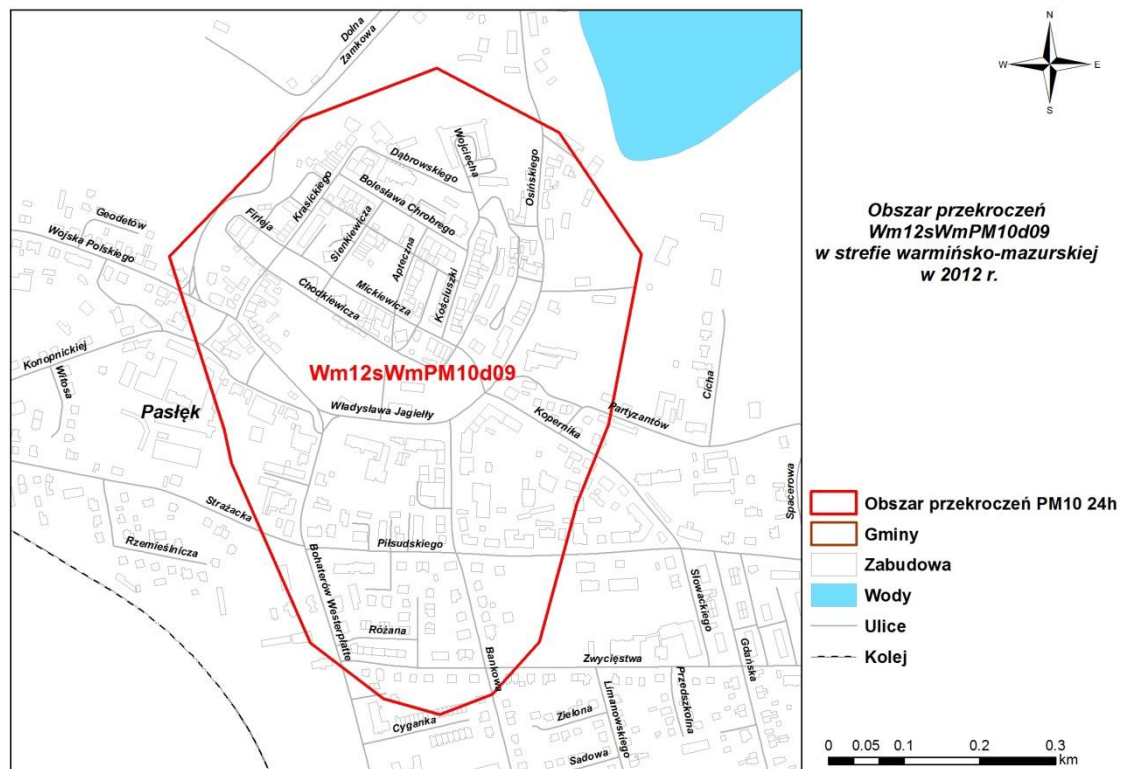 Dolna
Zamkowa
Wojciecha
Dąbrowskiego
Osińskiego
Bolesława Chrobrego
Krasickiego
Firleja
Sienkiewicza
Apteczna
Kościuszki
Mickiewicza
Chodkiewicza
Geodetów
Wojska Polskiego
Konopnickiej
Witosa
Pasłęk
Wm12sWmPM10d09
Władysława Jagiełły
Kopernika
Partyzantów
Cicha
Spacerowa
Strażacka
Rzemieślnicza
Piłsudskiego
Bohaterów Westerplatte
Różana
Bankowa
Słowackiego
Gdańska
Zwycięstwa
Przedszkolna
Limanowskiego
Zielona
Sadowa
Cyganka
N
W
E
S
Obszar przekroczeń
Wm12sWmPM10d09
w strefie warmińsko-mazurskiej
w 2012 r.
Obszar przekroczeń PM10 24h
Gminy
Zabudowa
Wody
Ulice
Kolej
0 0.05 0.1 0.2 0.3
km